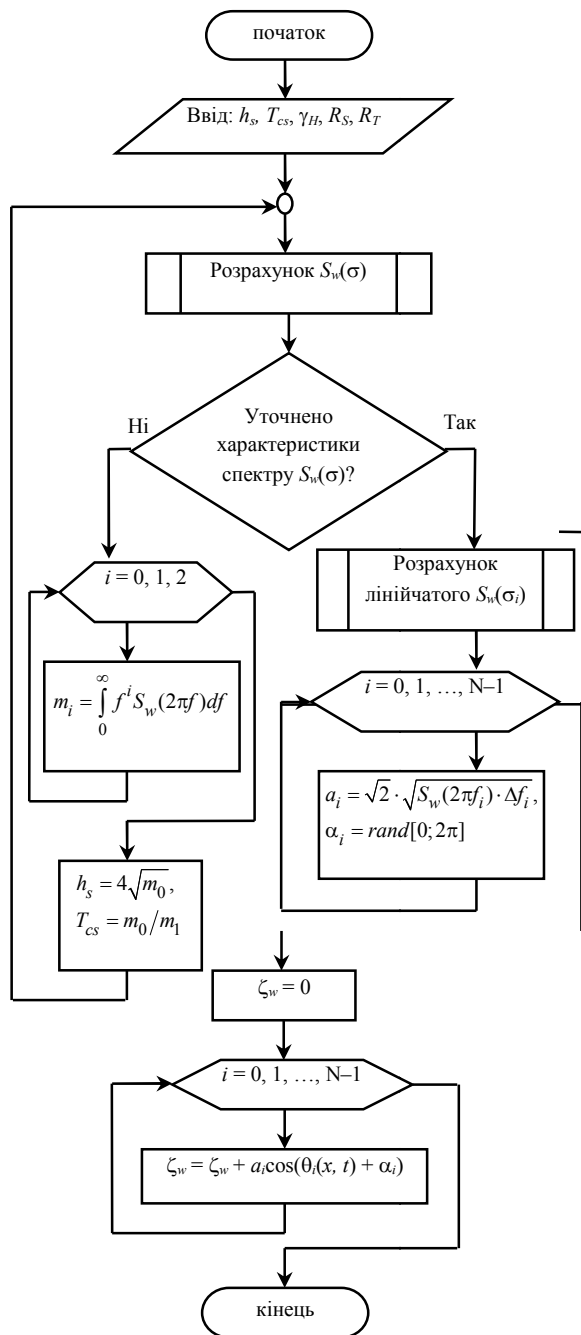 початок
Ввід: h_s, T_cs, γ_H, R_S, R_T
Розрахунок S_w(σ)
Уточнено
характеристики
спектру S_w(σ)?
Ні
Так
i = 0, 1, 2
m_i = ∫_0^∞ f^i S_w(2πf)df
h_s = 4√m_0,
T_cs = m_0/m_1
Розрахунок
лінійчатого S_w(σ_i)
i = 0, 1, …, N–1
a_i = √2 · √S_w(2πf_i) · Δf_i,
α_i = rand[0; 2π]
ζ_w = 0
i = 0, 1, …, N–1
ζ_w = ζ_w + a_i cos(θ_i(x, t) + α_i)
кінець